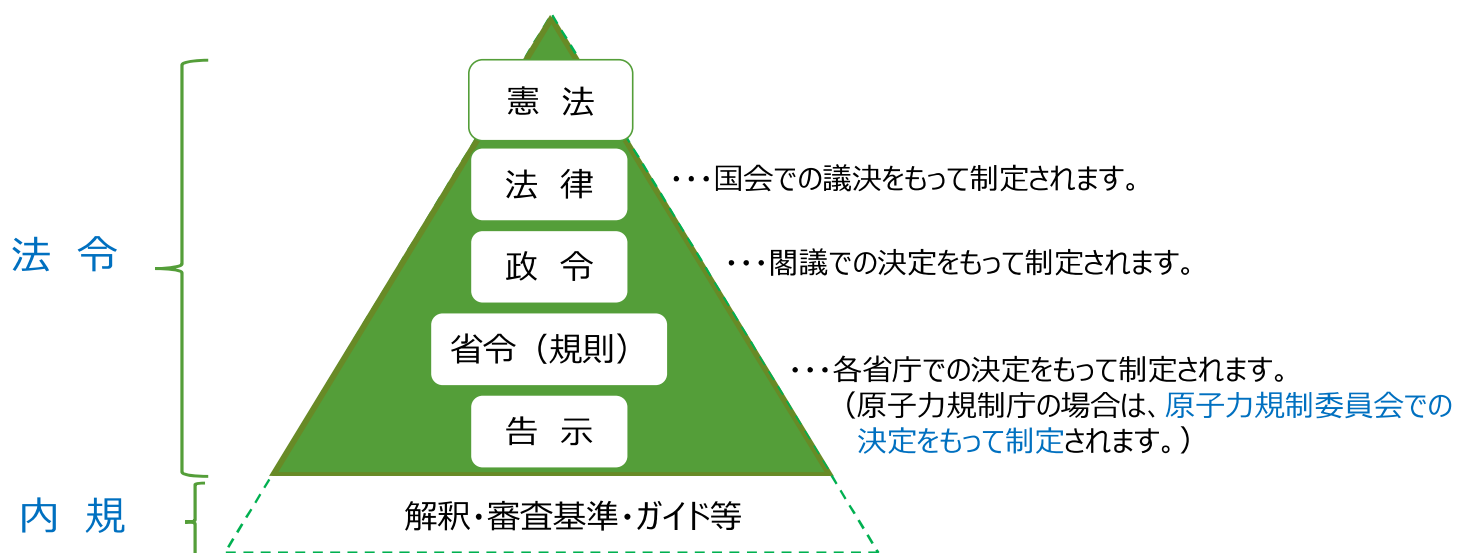 憲 法
法 律
・・・国会での議決をもって制定されます。
法 令
政 令
・・・閣議での決定をもって制定されます。
省令（規則）
・・・各省庁での決定をもって制定されます。
（原子力規制庁の場合は、原子力規制委員会での
決定をもって制定されます。）
告 示
内 規
解釈・審査基準・ガイド等